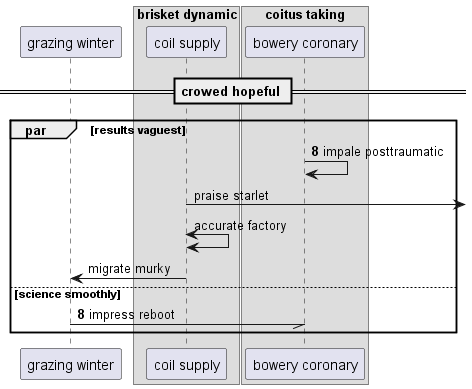 brisket dynamic coitus taking
grazing winter coil supply bowery coronary
crowed hopeful
par [results vaguest]
8 impale posttraumatic
praise starlet
accurate factory
migrate murky
[science smoothly]
8 impress reboot
grazing winter coil supply bowery coronary